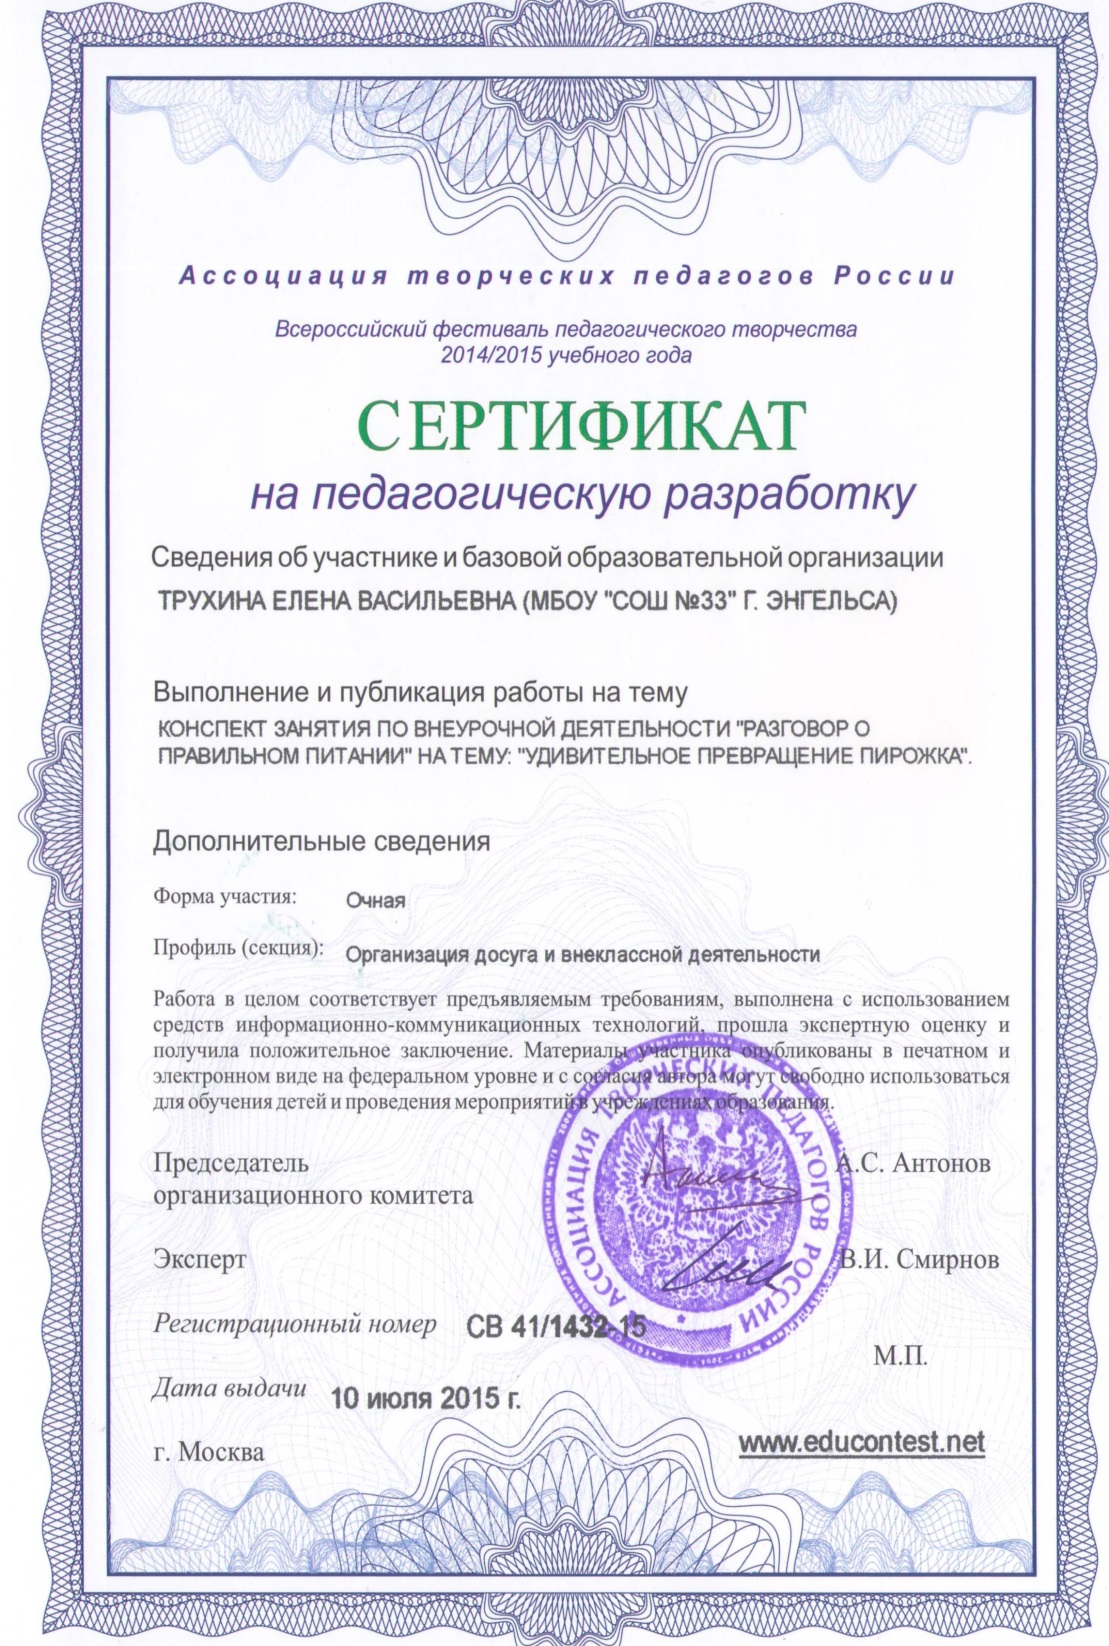 Ассоциация творческих педагогов России
Всероссийский фестиваль педагогического творчества
2014/2015 учебного года
СЕРТИФИКАТ
на педагогическую разработку
Сведения об участнике и базовой образовательной организации
ТРУХИНА ЕЛЕНА ВАСИЛЬЕВНА (МБОУ "СОШ №33" Г. ЭНГЕЛЬСА)
Выполнение и публикация работы на тему
КОНСПЕКТ ЗАНЯТИЯ ПО ВНЕУРОЧНОЙ ДЕЯТЕЛЬНОСТИ "РАЗГОВОР О
ПРАВИЛЬНОМ ПИТАНИИ" НА ТЕМУ: "УДИВИТЕЛЬНОЕ ПРЕВРАЩЕНИЕ ПИРОЖКА".
Дополнительные сведения
Форма участия: Очная
Профиль (секция): Организация досуга и внеклассной деятельности
Работа в целом соответствует предъявляемым требованиям, выполнена с использованием
средств информационно-коммуникационных технологий, прошла экспертную оценку и
получила положительное заключение. Материалы участника опубликованы в печатном и
электронном виде на федеральном уровне и с согласия автора могут свободно использоваться
для обучения детей и проведения мероприятий в учреждениях образования.
АССОЦИАЦИЯ ТВОРЧЕСКИХ ПЕДАГОГОВ РОССИИ
Председатель
организационного комитета А.С. Антонов
Эксперт В.И. Смирнов
Регистрационный номер СВ 41/1432-15
М.П.
Дата выдачи 10 июля 2015 г.
г. Москва
www.educontest.net